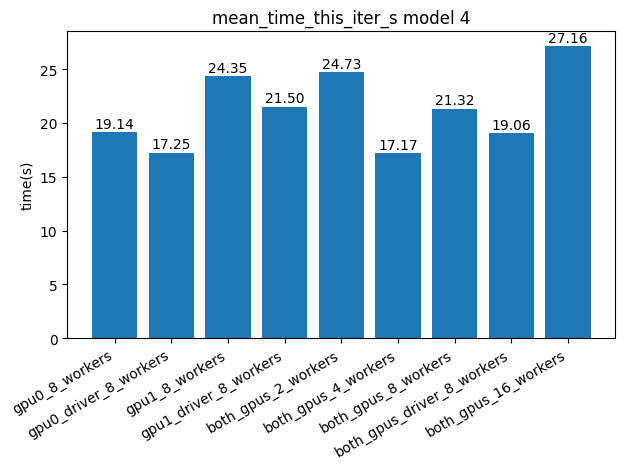 mean_time_this_iter_s model 4
27.16
24.35
24.73
21.50
21.32
19.14
19.06
17.25
17.17
time(s)
25
20
15
10
5
0
gpu0_8_workers
gpu0_driver_8_workers
gpu1_8_workers
gpu1_driver_8_workers
both_gpus_2_workers
both_gpus_4_workers
both_gpus_8_workers
both_gpus_driver_8_workers
both_gpus_16_workers